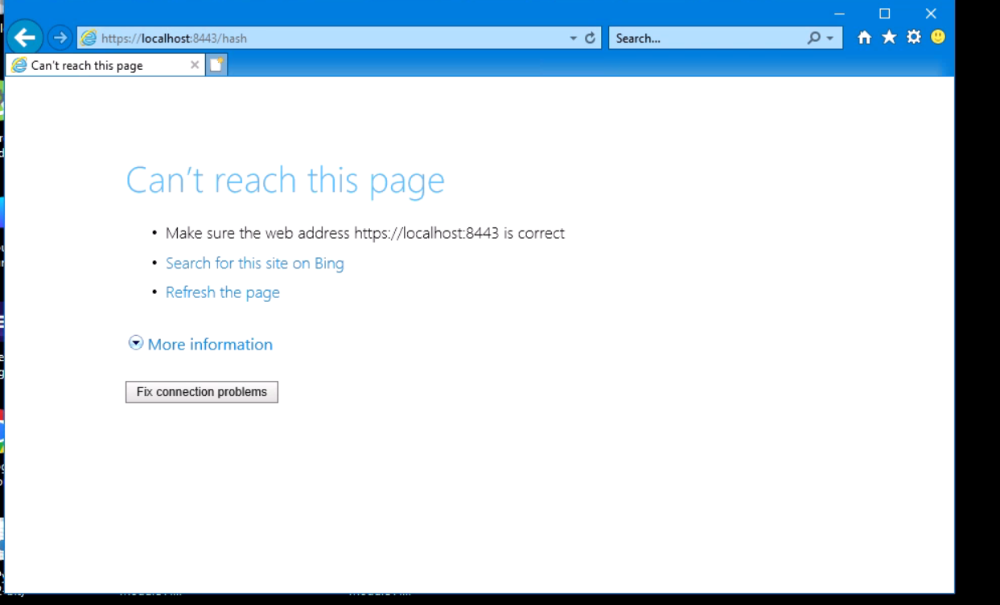 https://localhost:8443/hash
Search...
Can't reach this page
Can't reach this page
• Make sure the web address https://localhost:8443 is correct
• Search for this site on Bing
• Refresh the page
More information
Fix connection problems